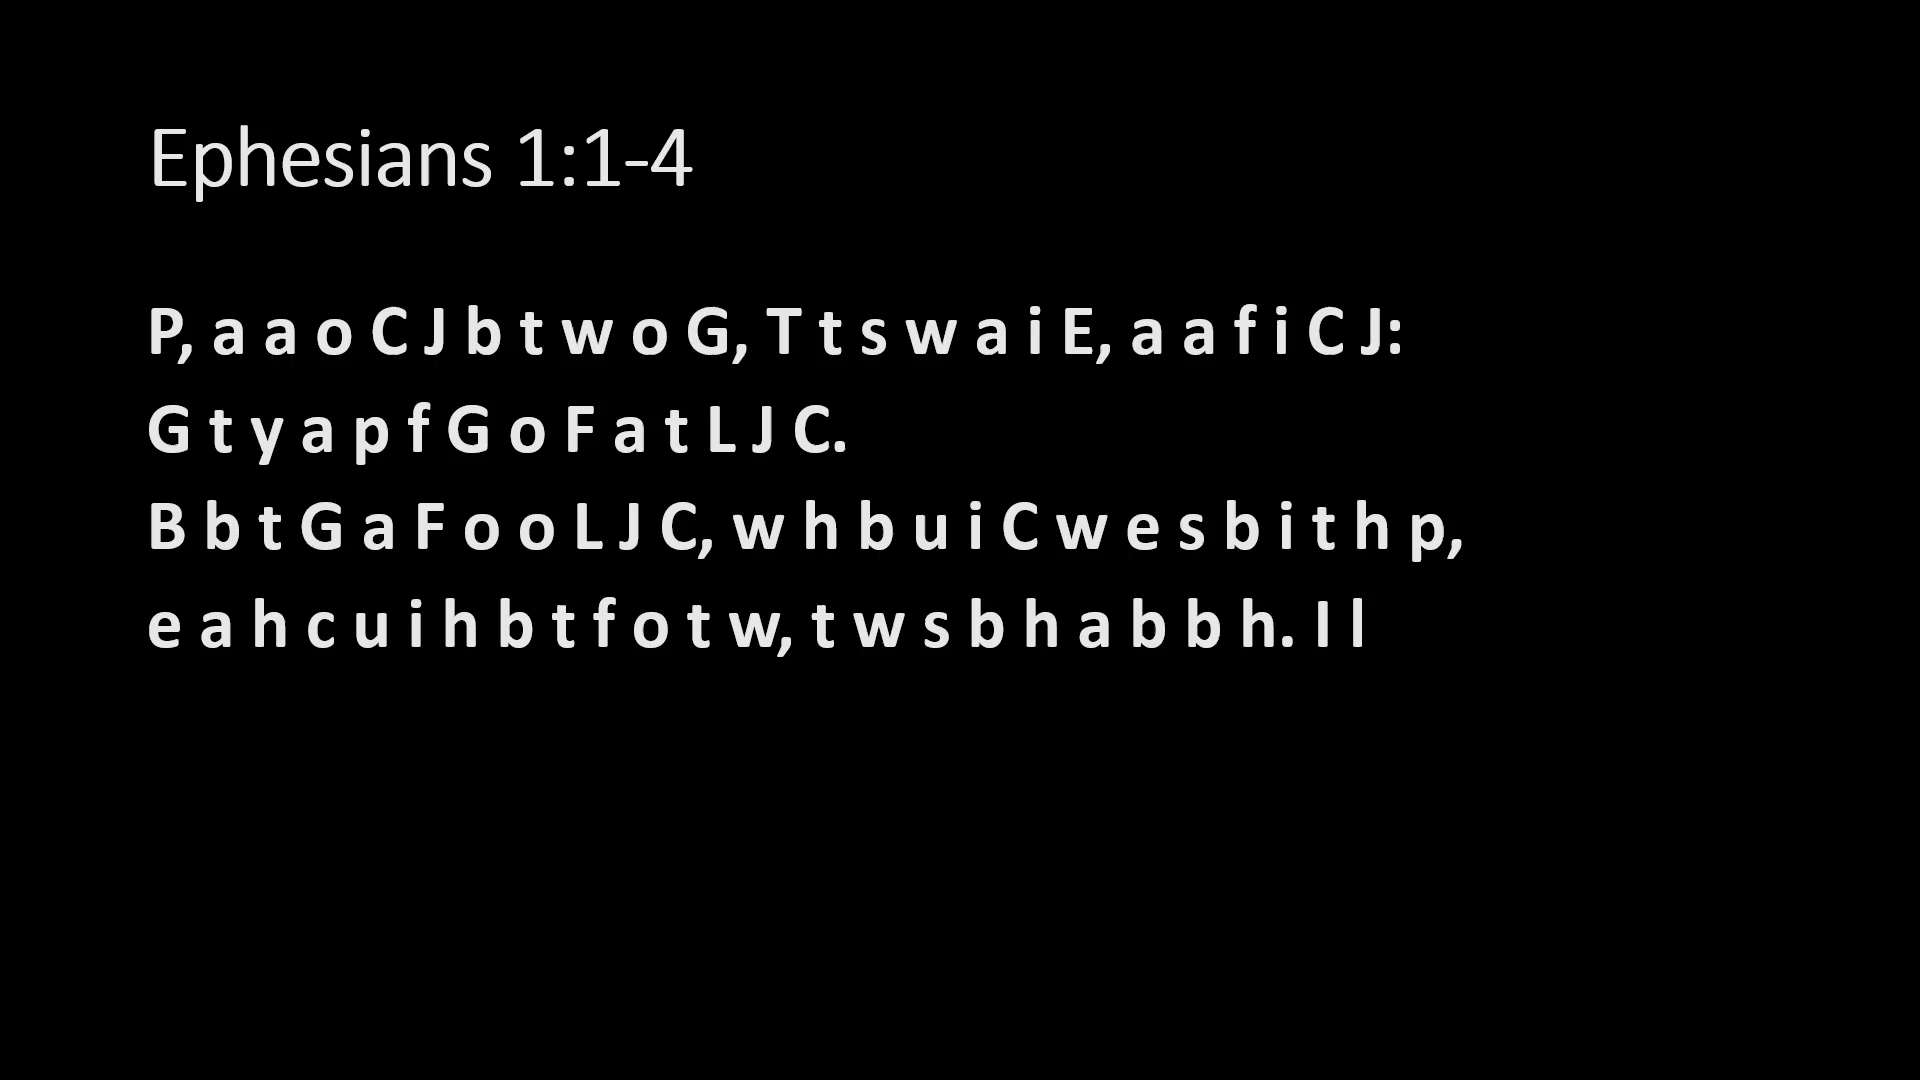 Ephesians 1:1-4
P, a a o C J b t w o G, T t s w a i E, a a f i C J:
G t y a p f G o F a t L J C.
B b t G a F o o L J C, w h b u i C w e s b i t h p,
e a h c u i h b t f o t w, t w s b h a b b h. I l